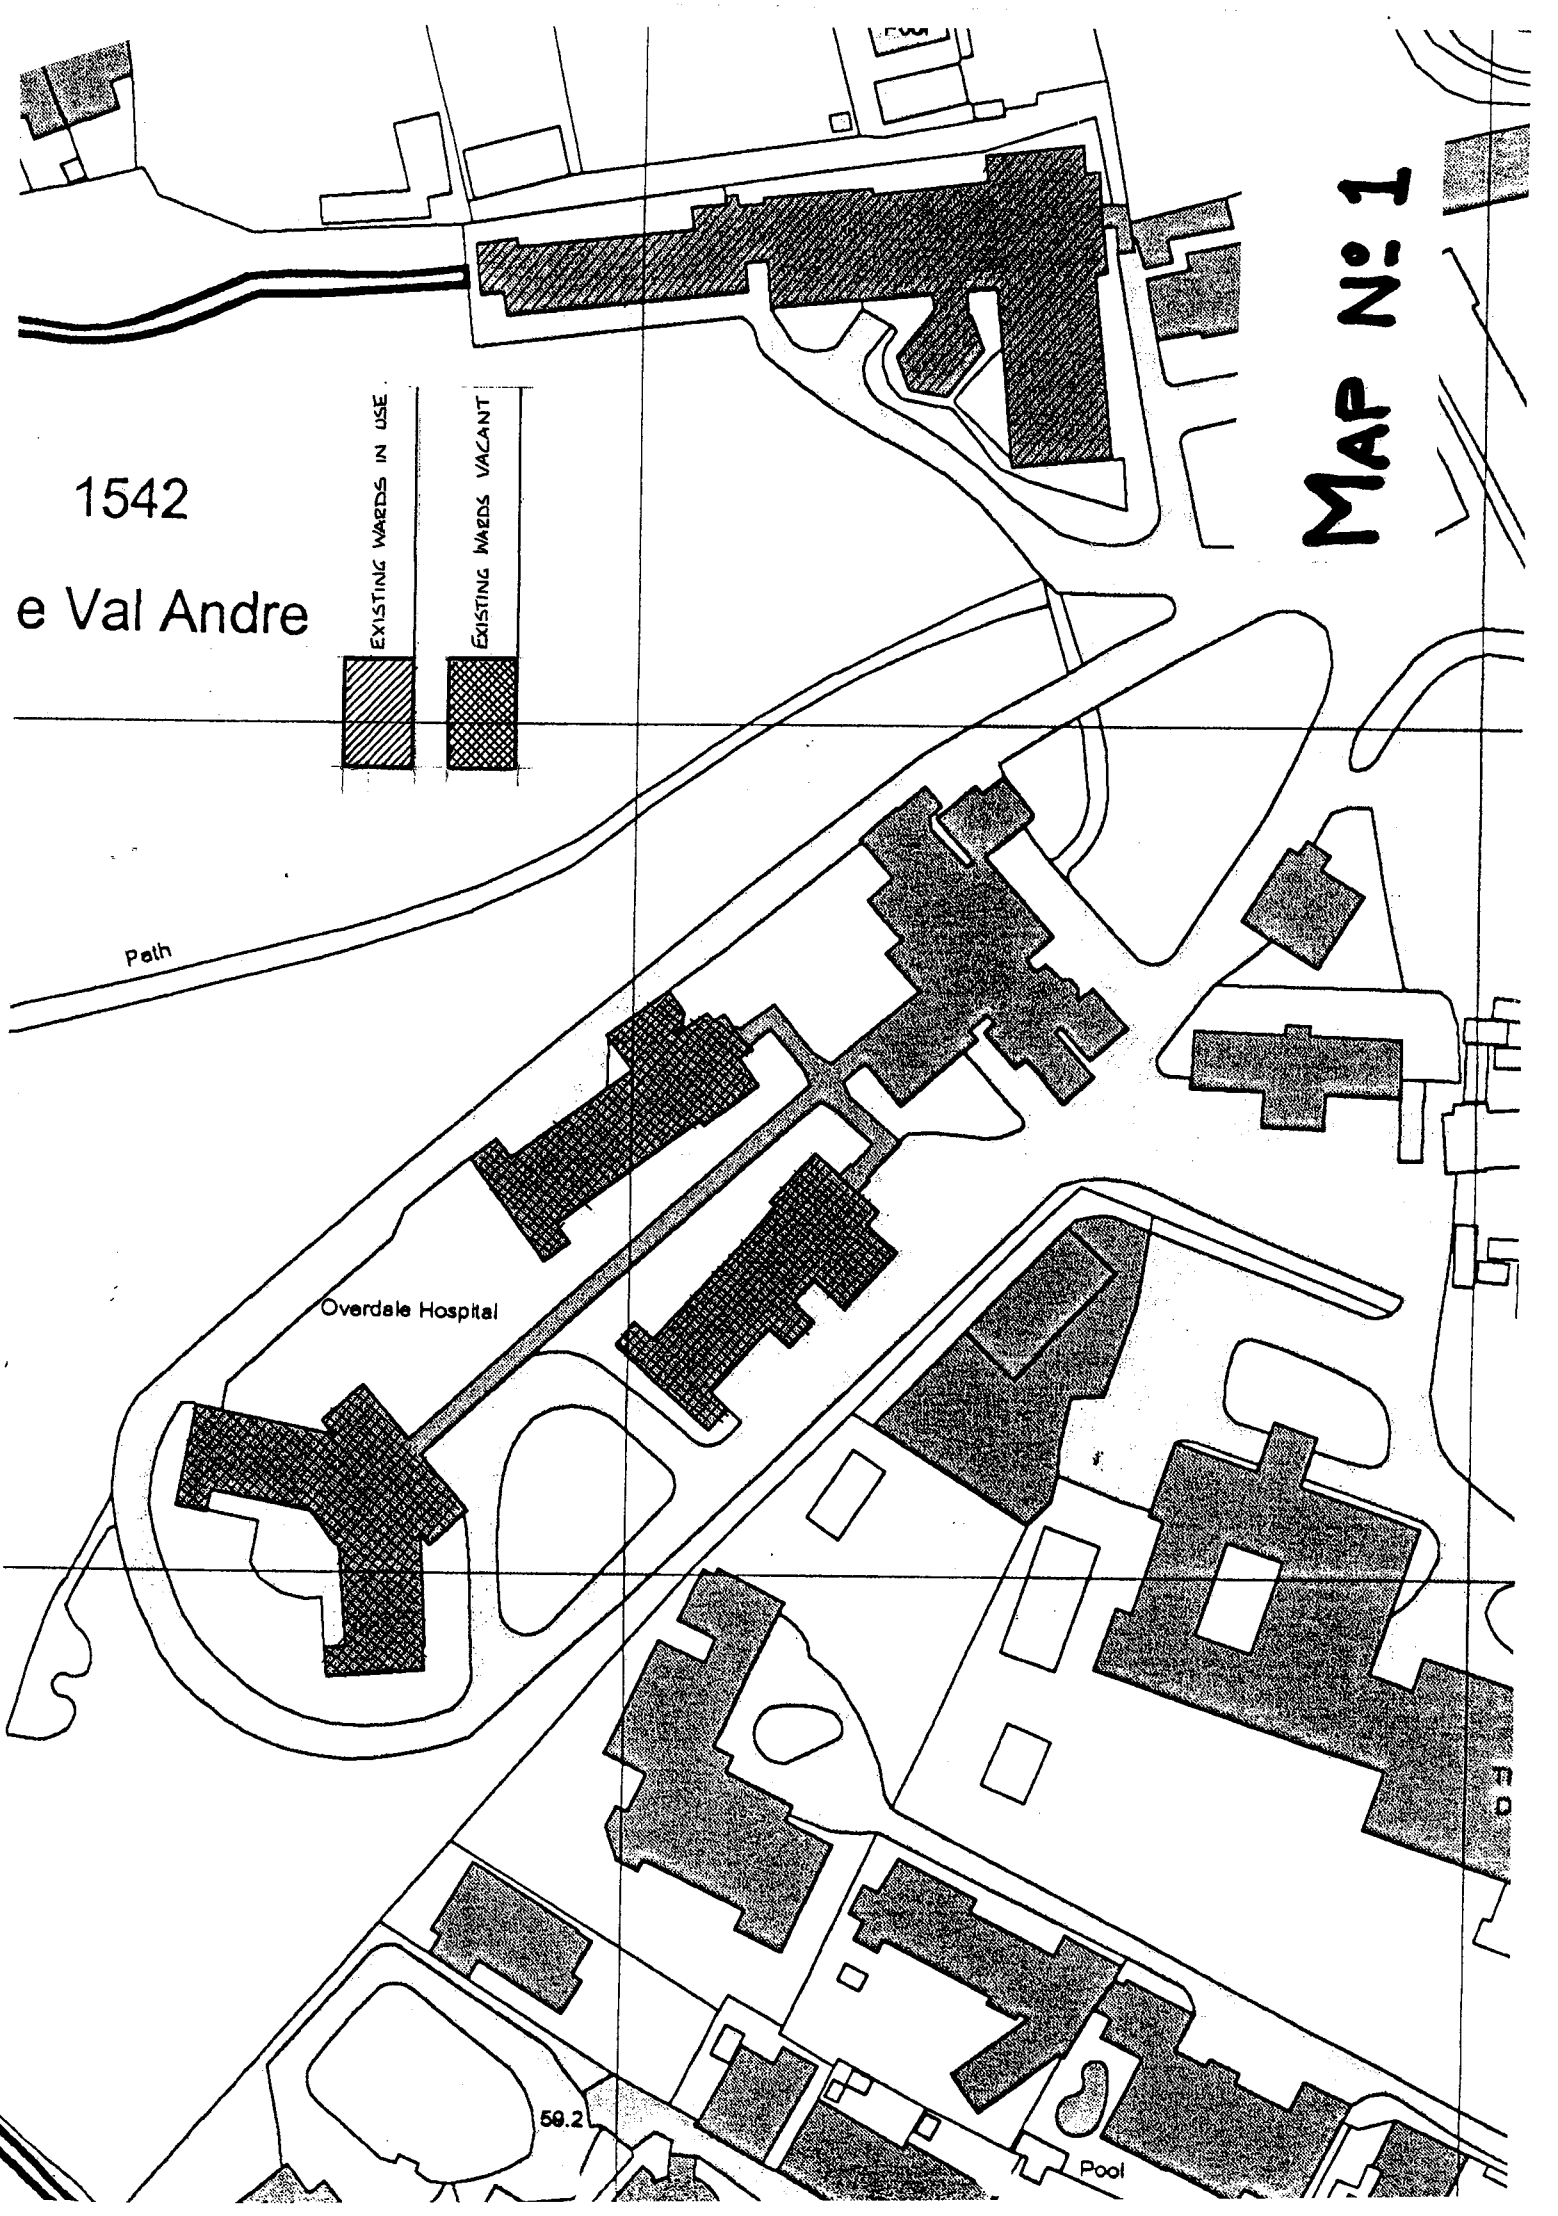 Pool
MAP Nº 1
EXISTING WARDS IN USE
EXISTING WARDS VACANT
1542
e Val Andre
Path
Overdale Hospital
59.2
Pool